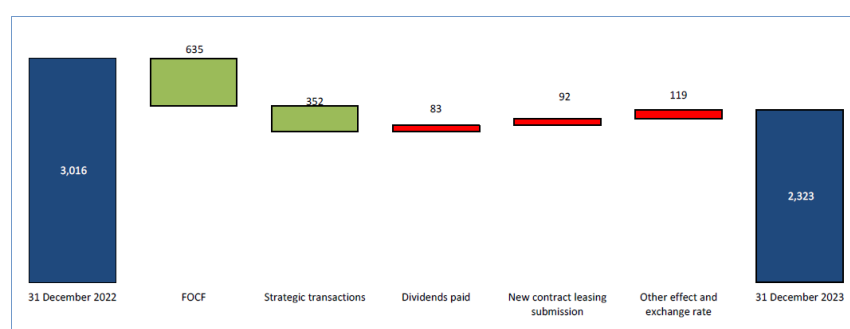 635
352
83
92
119
3,016
2,323
31 December 2022
FOCF
Strategic transactions
Dividends paid
New contract leasing
submission
Other effect and
exchange rate
31 December 2023